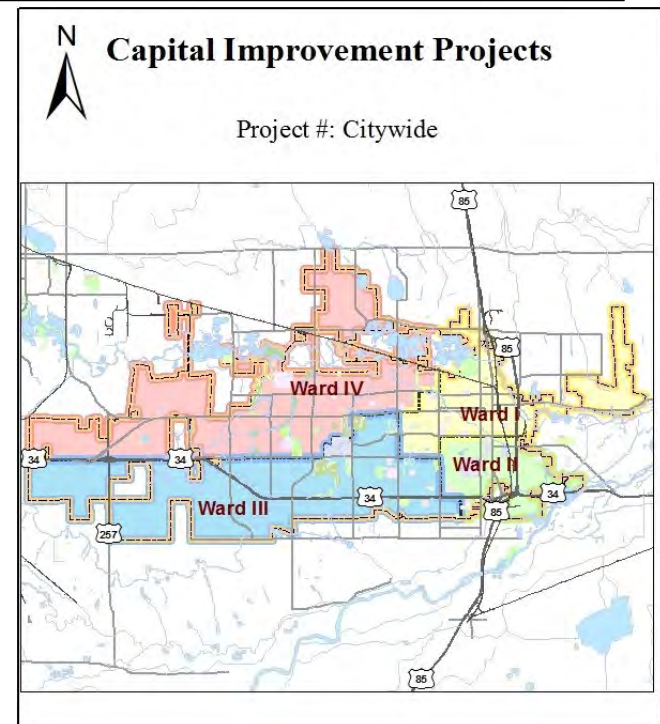 N
Capital Improvement Projects
Project #: Citywide
85
85
Ward IV
Ward I
34
34
Ward II
34
34
Ward III
85
257
85